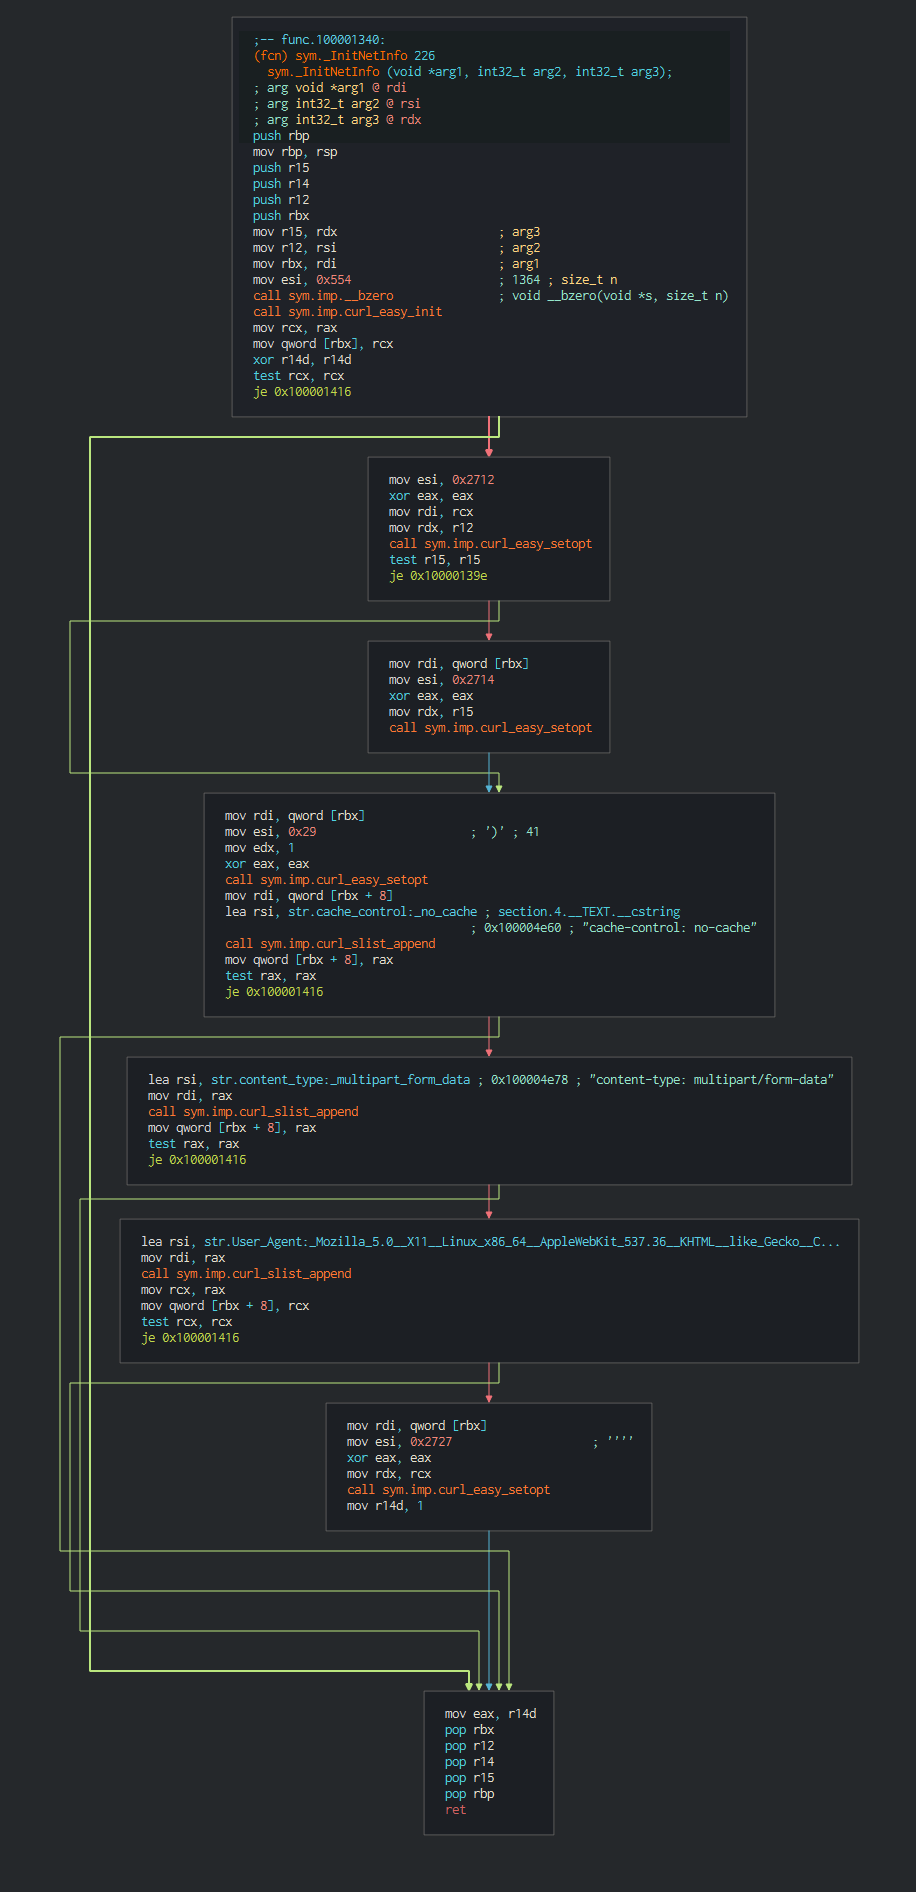 ;-- func.100001340:
(fcn) sym._InitNetInfo 226
sym._InitNetInfo (void *arg1, int32_t arg2, int32_t arg3);
; arg void *arg1 @ rdi
; arg int32_t arg2 @ rsi
; arg int32_t arg3 @ rdx
push rbp
mov rbp, rsp
push r15
push r14
push r12
push rbx
mov r15, rdx ; arg3
mov r12, rsi ; arg2
mov rbx, rdi ; arg1
mov esi, 0x554 ; 1364 ; size_t n
call sym.imp.__bzero ; void __bzero(void *s, size_t n)
call sym.imp.curl_easy_init
mov rcx, rax
mov qword [rbx], rcx
xor r14d, r14d
test rcx, rcx
je 0x100001416
mov esi, 0x2712
xor eax, eax
mov rdi, rcx
mov rdx, r12
call sym.imp.curl_easy_setopt
test r15, r15
je 0x10000139e
mov rdi, qword [rbx]
mov esi, 0x2714
xor eax, eax
mov rdx, r15
call sym.imp.curl_easy_setopt
mov rdi, qword [rbx]
mov esi, 0x29 ; ')' ; 41
mov edx, 1
xor eax, eax
call sym.imp.curl_easy_setopt
mov rdi, qword [rbx + 8]
lea rsi, str.cache_control:_no_cache ; section.4.__TEXT.__cstring
; 0x100004e60 ; "cache-control: no-cache"
call sym.imp.curl_slist_append
mov qword [rbx + 8], rax
test rax, rax
je 0x100001416
lea rsi, str.content_type:_multipart_form_data ; 0x100004e78 ; "content-type: multipart/form-data"
mov rdi, rax
call sym.imp.curl_slist_append
mov qword [rbx + 8], rax
test rax, rax
je 0x100001416
lea rsi, str.User_Agent:_Mozilla_5.0__X11__Linux_x86_64__AppleWebKit_537.36__KHTML__like_Gecko__C...
mov rdi, rax
call sym.imp.curl_slist_append
mov rcx, rax
mov qword [rbx + 8], rcx
test rcx, rcx
je 0x100001416
mov rdi, qword [rbx]
mov esi, 0x2727 ; ''''
xor eax, eax
mov rdx, rcx
call sym.imp.curl_easy_setopt
mov r14d, 1
mov eax, r14d
pop rbx
pop r12
pop r14
pop r15
pop rbp
ret